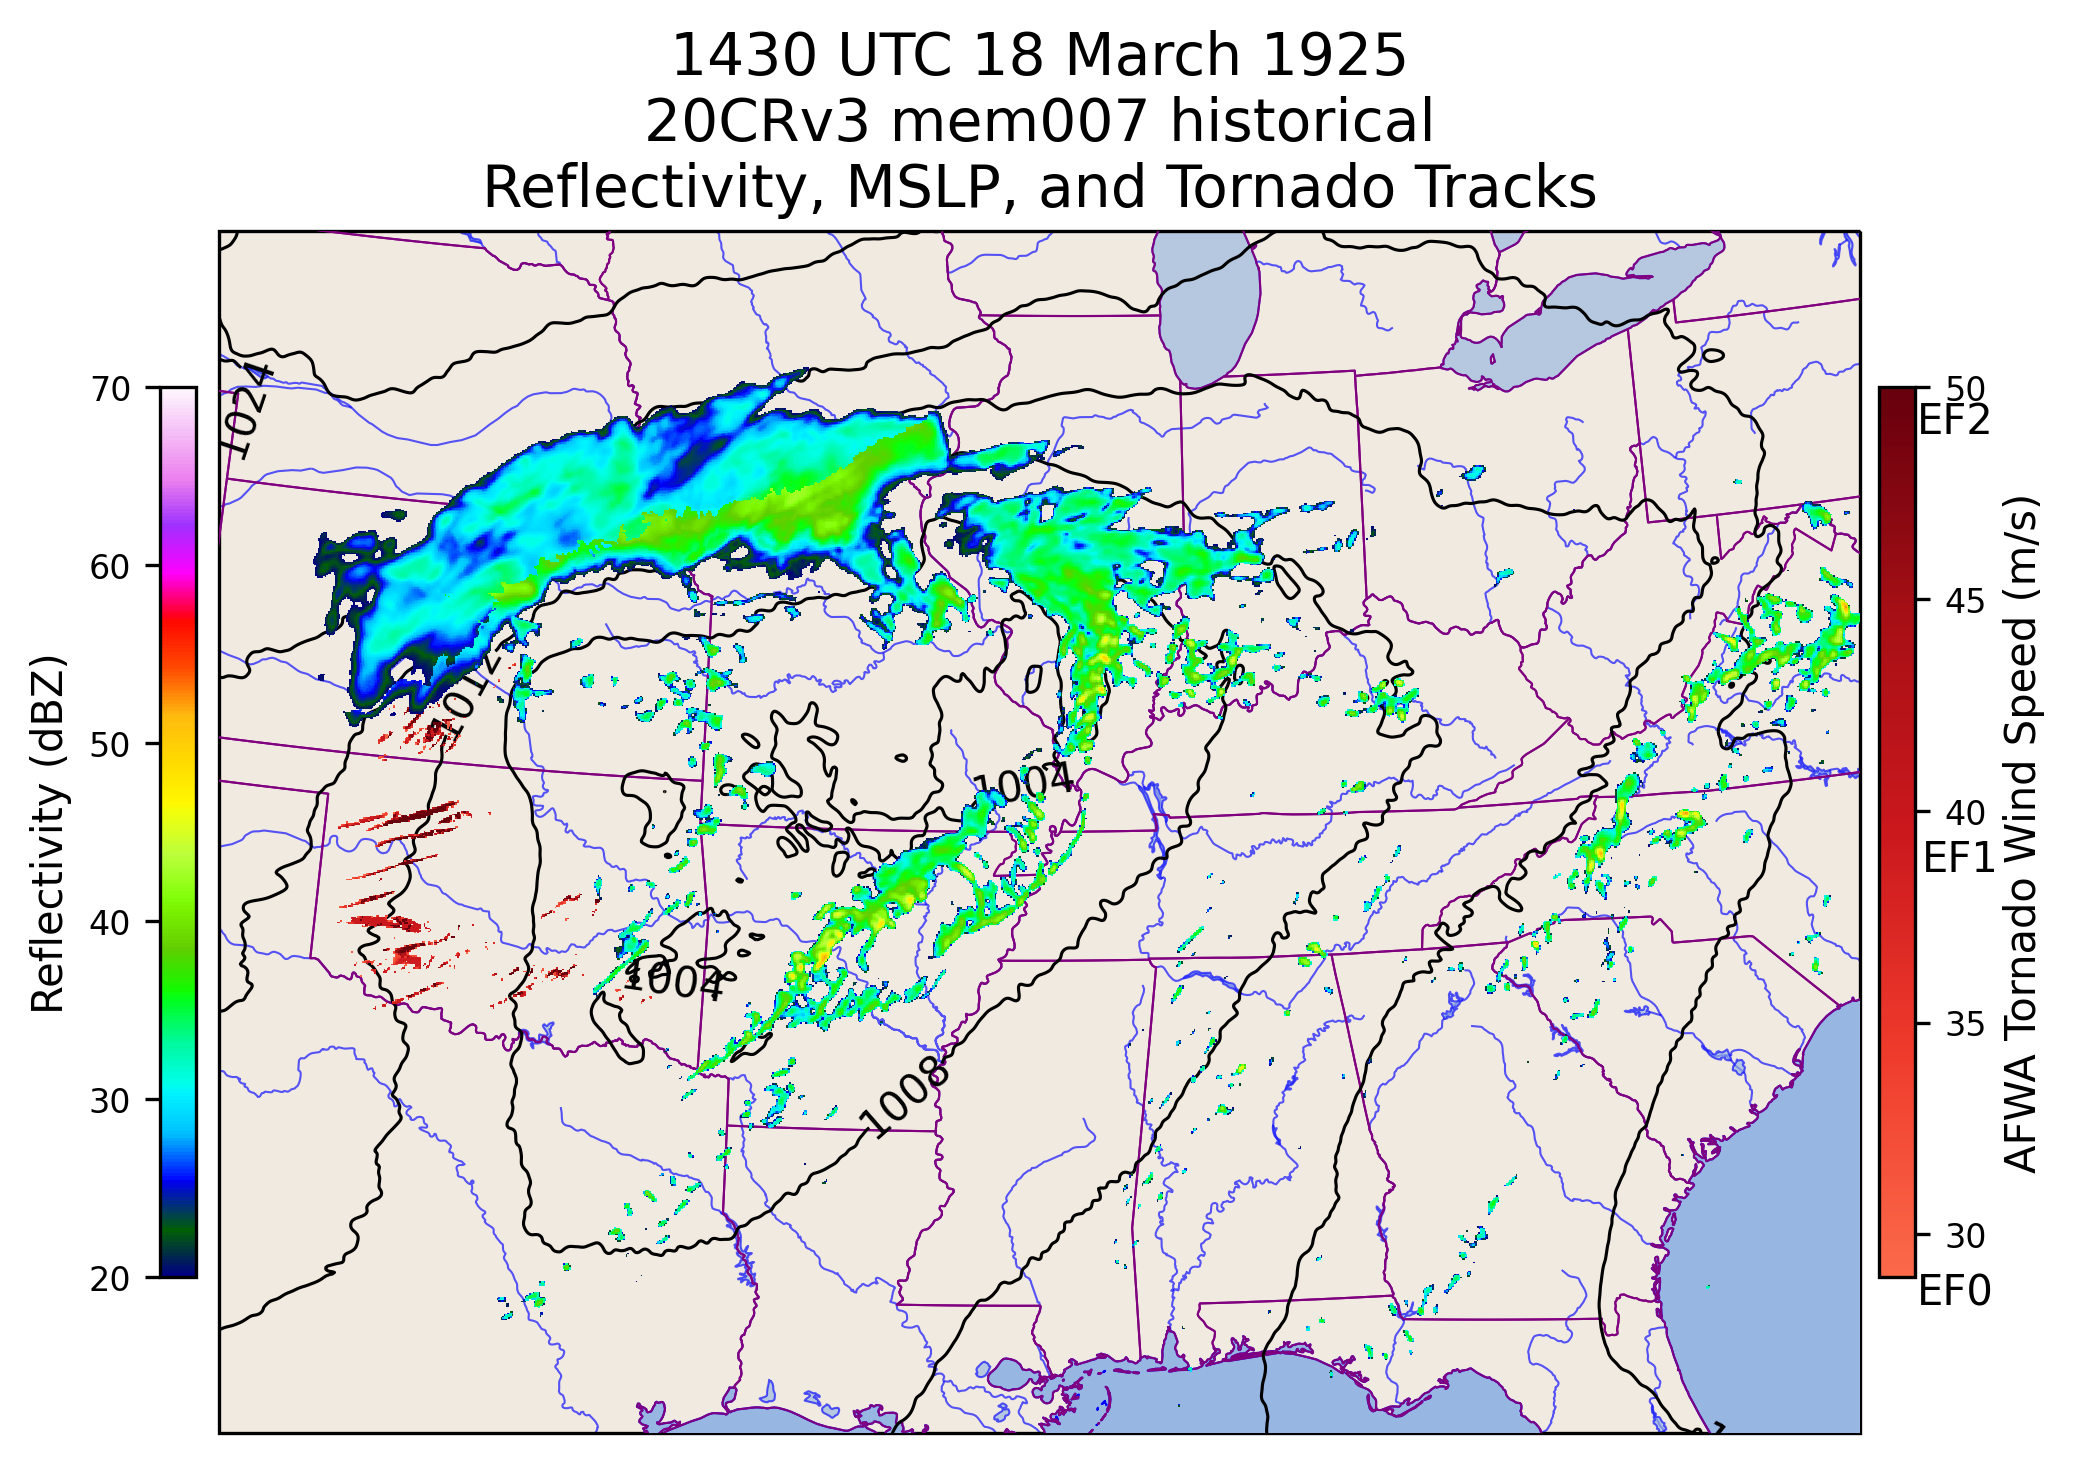 1430 UTC 18 March 1925
20CRv3 mem007 historical
Reflectivity, MSLP, and Tornado Tracks
Reflectivity (dBZ)
70
60
50
40
30
20
1024
1012
1004
1004
1008
50
EF2
45
40
EF1
35
30
EF0
AFWA Tornado Wind Speed (m/s)